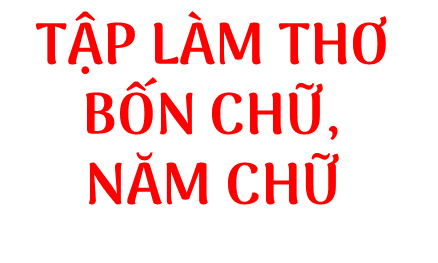 TẬP LÀM THƠ
BỐN CHỮ,
NĂM CHỮ